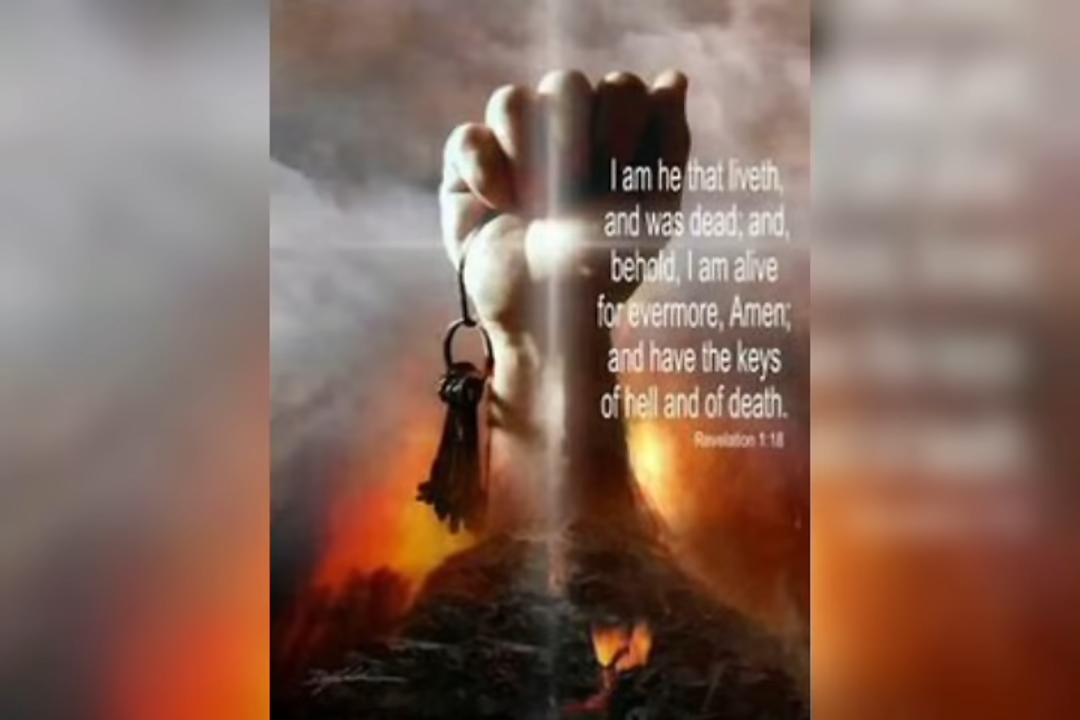 I am he that liveth,
and was dead; and,
behold, I am alive
for evermore, Amen;
and have the keys
of hell and of death.
Revelation 1:18